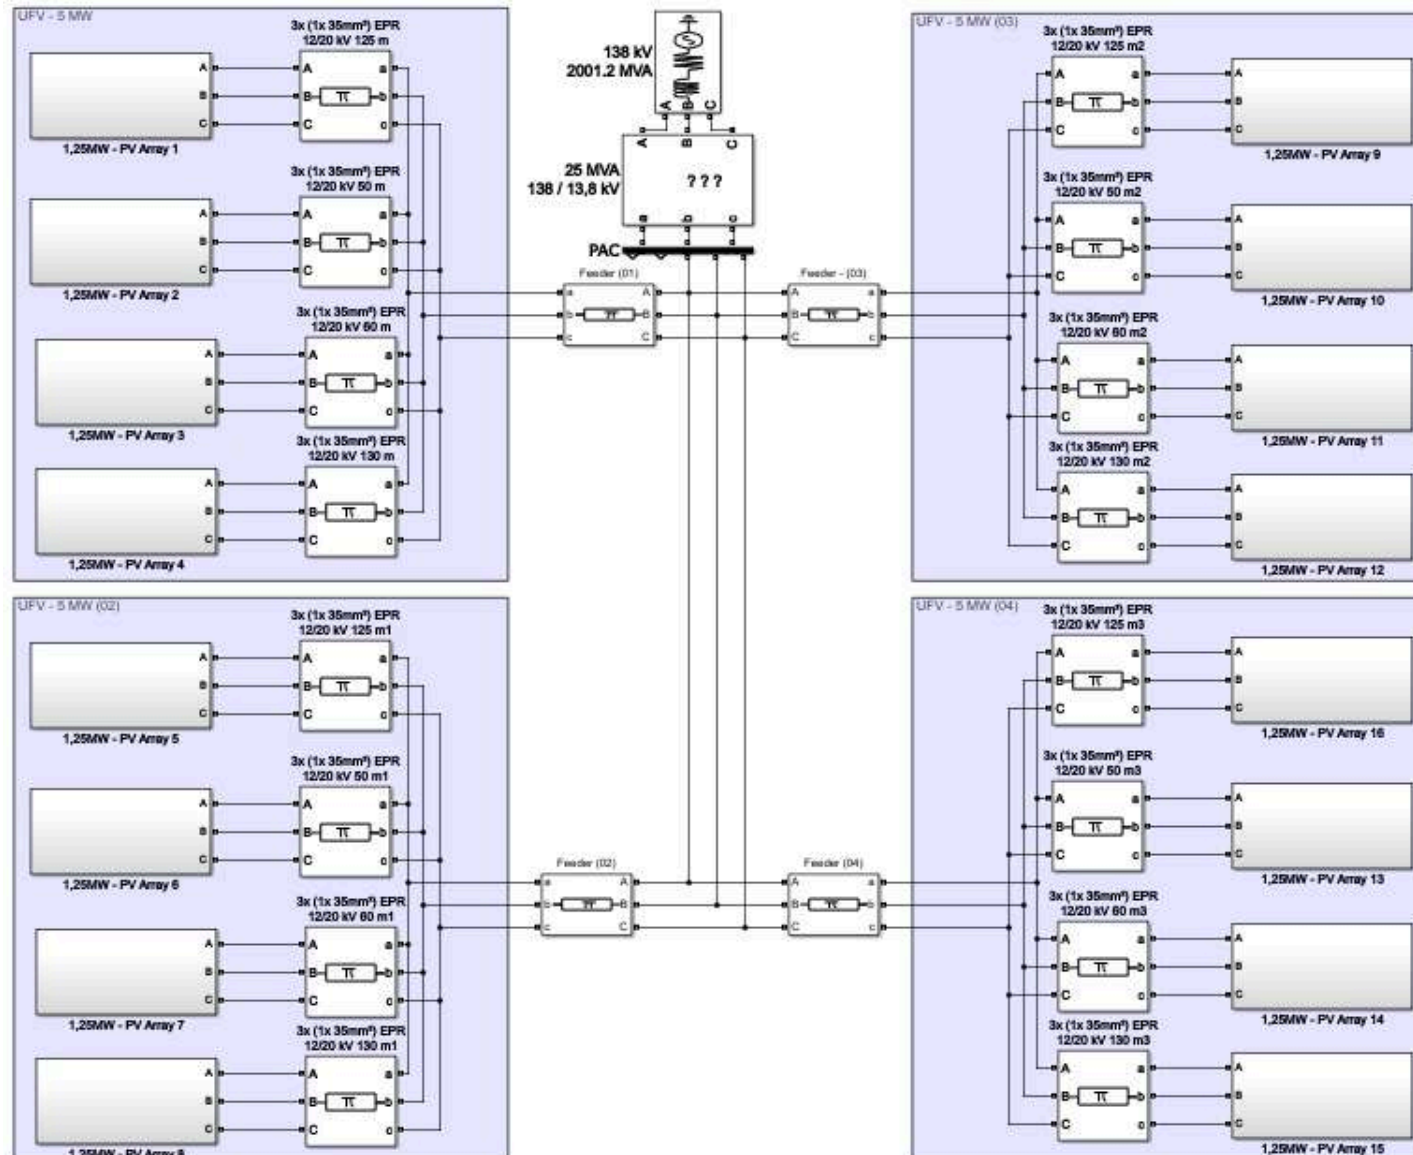 UFV - 5 MW
3x (1x 35mm²) EPR
12/20 kV 125 m
A
B
C
A
B
C
a
b
c
π
1,25MW - PV Array 1
3x (1x 35mm²) EPR
12/20 kV 50 m
A
B
C
A
B
C
a
b
c
π
1,25MW - PV Array 2
3x (1x 35mm²) EPR
12/20 kV 60 m
A
B
C
A
B
C
a
b
c
π
1,25MW - PV Array 3
3x (1x 35mm²) EPR
12/20 kV 130 m
A
B
C
A
B
C
a
b
c
π
1,25MW - PV Array 4
138 kV
2001.2 MVA
A
B
C
A
B
C
25 MVA
138 / 13,8 kV
? ? ?
a
b
c
PAC
Feeder (01)
a
b
c
π
A
B
C
Feeder - (03)
A
B
C
π
a
b
c
UFV - 5 MW (03)
3x (1x 35mm²) EPR
12/20 kV 125 m2
A
B
C
π
a
b
c
A
B
C
1,25MW - PV Array 9
3x (1x 35mm²) EPR
12/20 kV 50 m2
A
B
C
π
a
b
c
A
B
C
1,25MW - PV Array 10
3x (1x 35mm²) EPR
12/20 kV 60 m2
A
B
C
π
a
b
c
A
B
C
1,25MW - PV Array 11
3x (1x 35mm²) EPR
12/20 kV 130 m2
A
B
C
π
a
b
c
A
B
C
1,25MW - PV Array 12
UFV - 5 MW (02)
3x (1x 35mm²) EPR
12/20 kV 125 m1
A
B
C
A
B
C
π
a
b
c
1,25MW - PV Array 5
3x (1x 35mm²) EPR
12/20 kV 50 m1
A
B
C
A
B
C
π
a
b
c
1,25MW - PV Array 6
3x (1x 35mm²) EPR
12/20 kV 60 m1
A
B
C
A
B
C
π
a
b
c
1,25MW - PV Array 7
3x (1x 35mm²) EPR
12/20 kV 130 m1
A
B
C
A
B
C
π
a
b
c
1,25MW - PV Array 8
Feeder (02)
a
b
c
π
A
B
C
Feeder (04)
A
B
C
π
a
b
c
UFV - 5 MW (04)
3x (1x 35mm²) EPR
12/20 kV 125 m3
A
B
C
π
a
b
c
A
B
C
1,25MW - PV Array 16
3x (1x 35mm²) EPR
12/20 kV 50 m3
A
B
C
π
a
b
c
A
B
C
1,25MW - PV Array 13
3x (1x 35mm²) EPR
12/20 kV 60 m3
A
B
C
π
a
b
c
A
B
C
1,25MW - PV Array 14
3x (1x 35mm²) EPR
12/20 kV 130 m3
A
B
C
π
a
b
c
A
B
C
1,25MW - PV Array 15